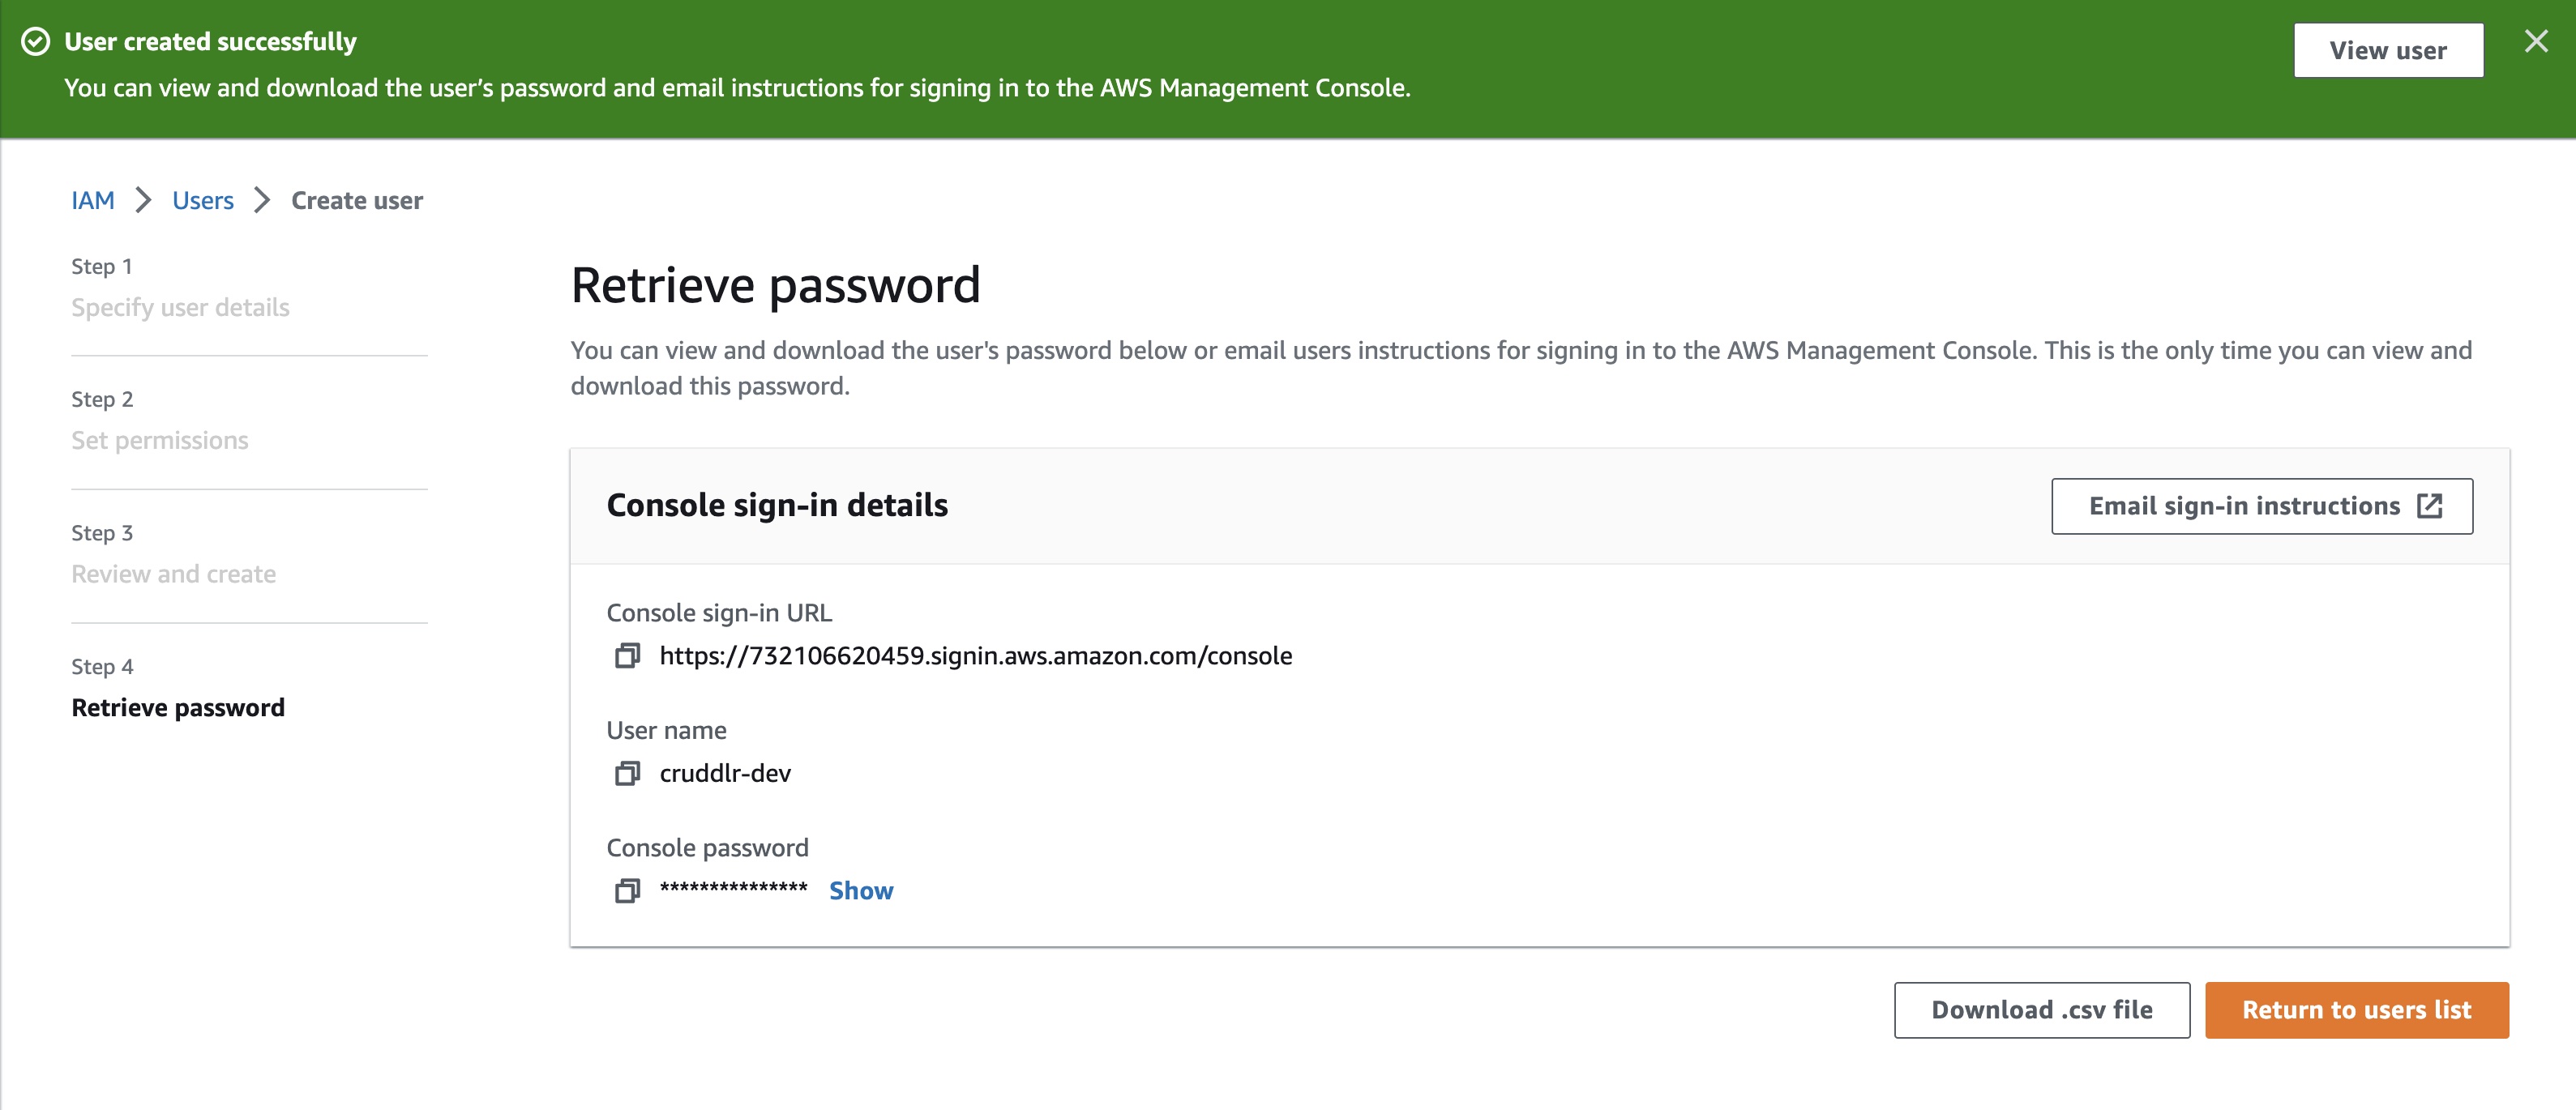 User created successfully
You can view and download the user’s password and email instructions for signing in to the AWS Management Console.
View user
IAM > Users > Create user
Step 1
Specify user details
Step 2
Set permissions
Step 3
Review and create
Step 4
Retrieve password
Retrieve password
You can view and download the user's password below or email users instructions for signing in to the AWS Management Console. This is the only time you can view and
download this password.
Console sign-in details
Email sign-in instructions
Console sign-in URL
https://732106620459.signin.aws.amazon.com/console
User name
cruddlr-dev
Console password
*************** Show
Download .csv file
Return to users list